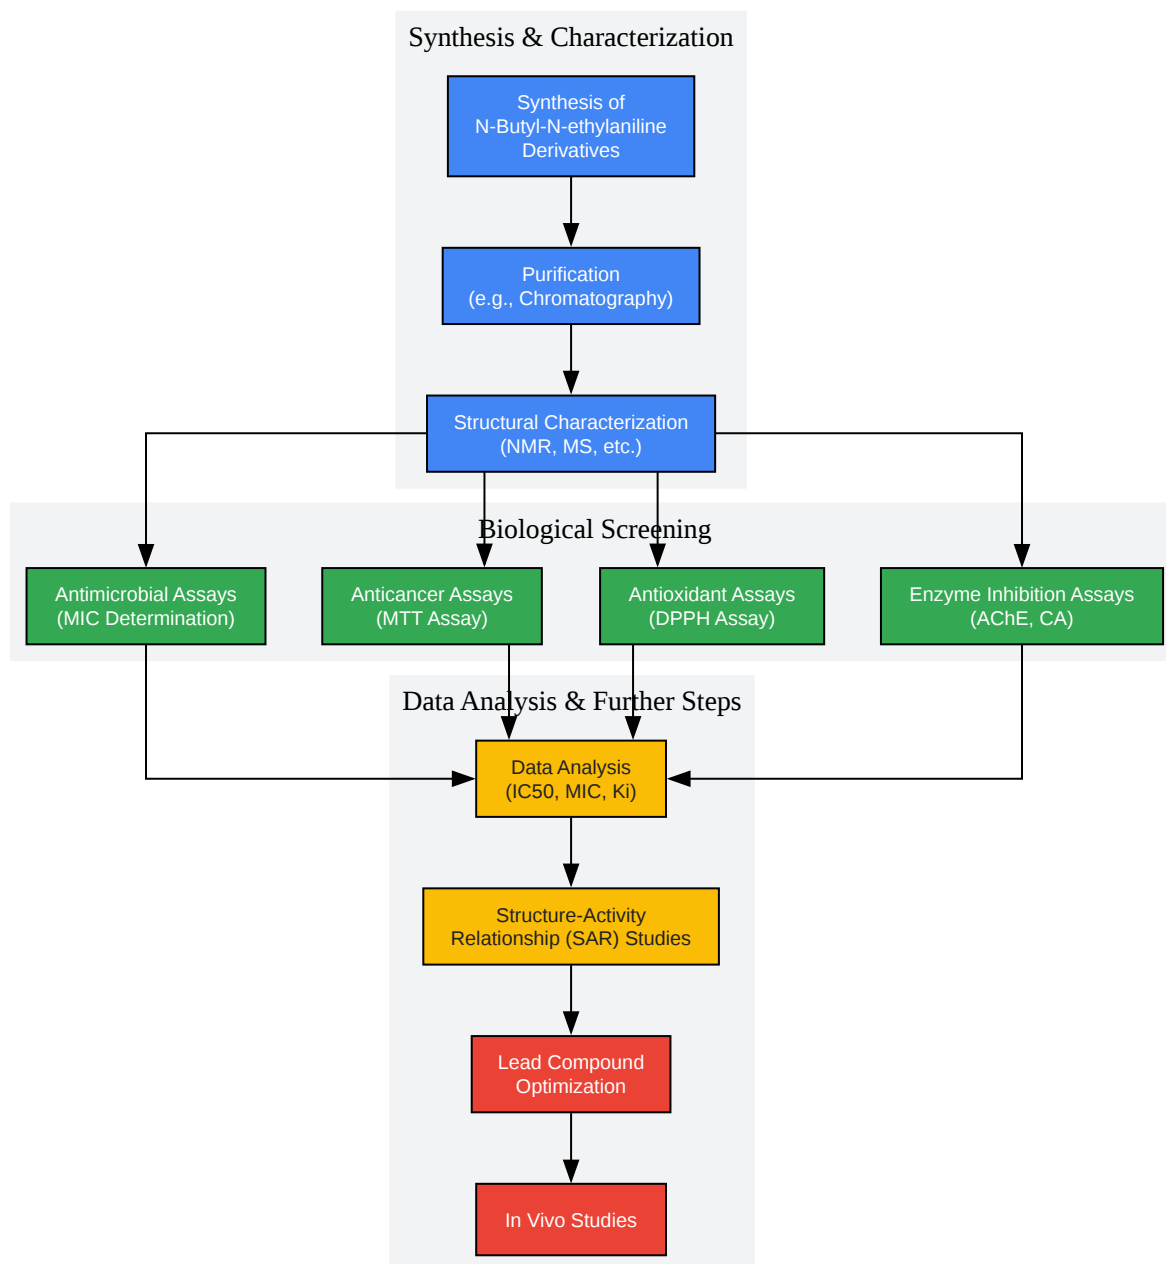 Synthesis & Characterization
Synthesis of
N-Butyl-N-ethylaniline
Derivatives
Purification
(e.g., Chromatography)
Structural Characterization
(NMR, MS, etc.)
Biological Screening
Antimicrobial Assays
(MIC Determination)
Anticancer Assays
(MTT Assay)
Antioxidant Assays
(DPPH Assay)
Enzyme Inhibition Assays
(AChE, CA)
Data Analysis & Further Steps
Data Analysis
(IC50, MIC, Ki)
Structure-Activity
Relationship (SAR) Studies
Lead Compound
Optimization
In Vivo Studies